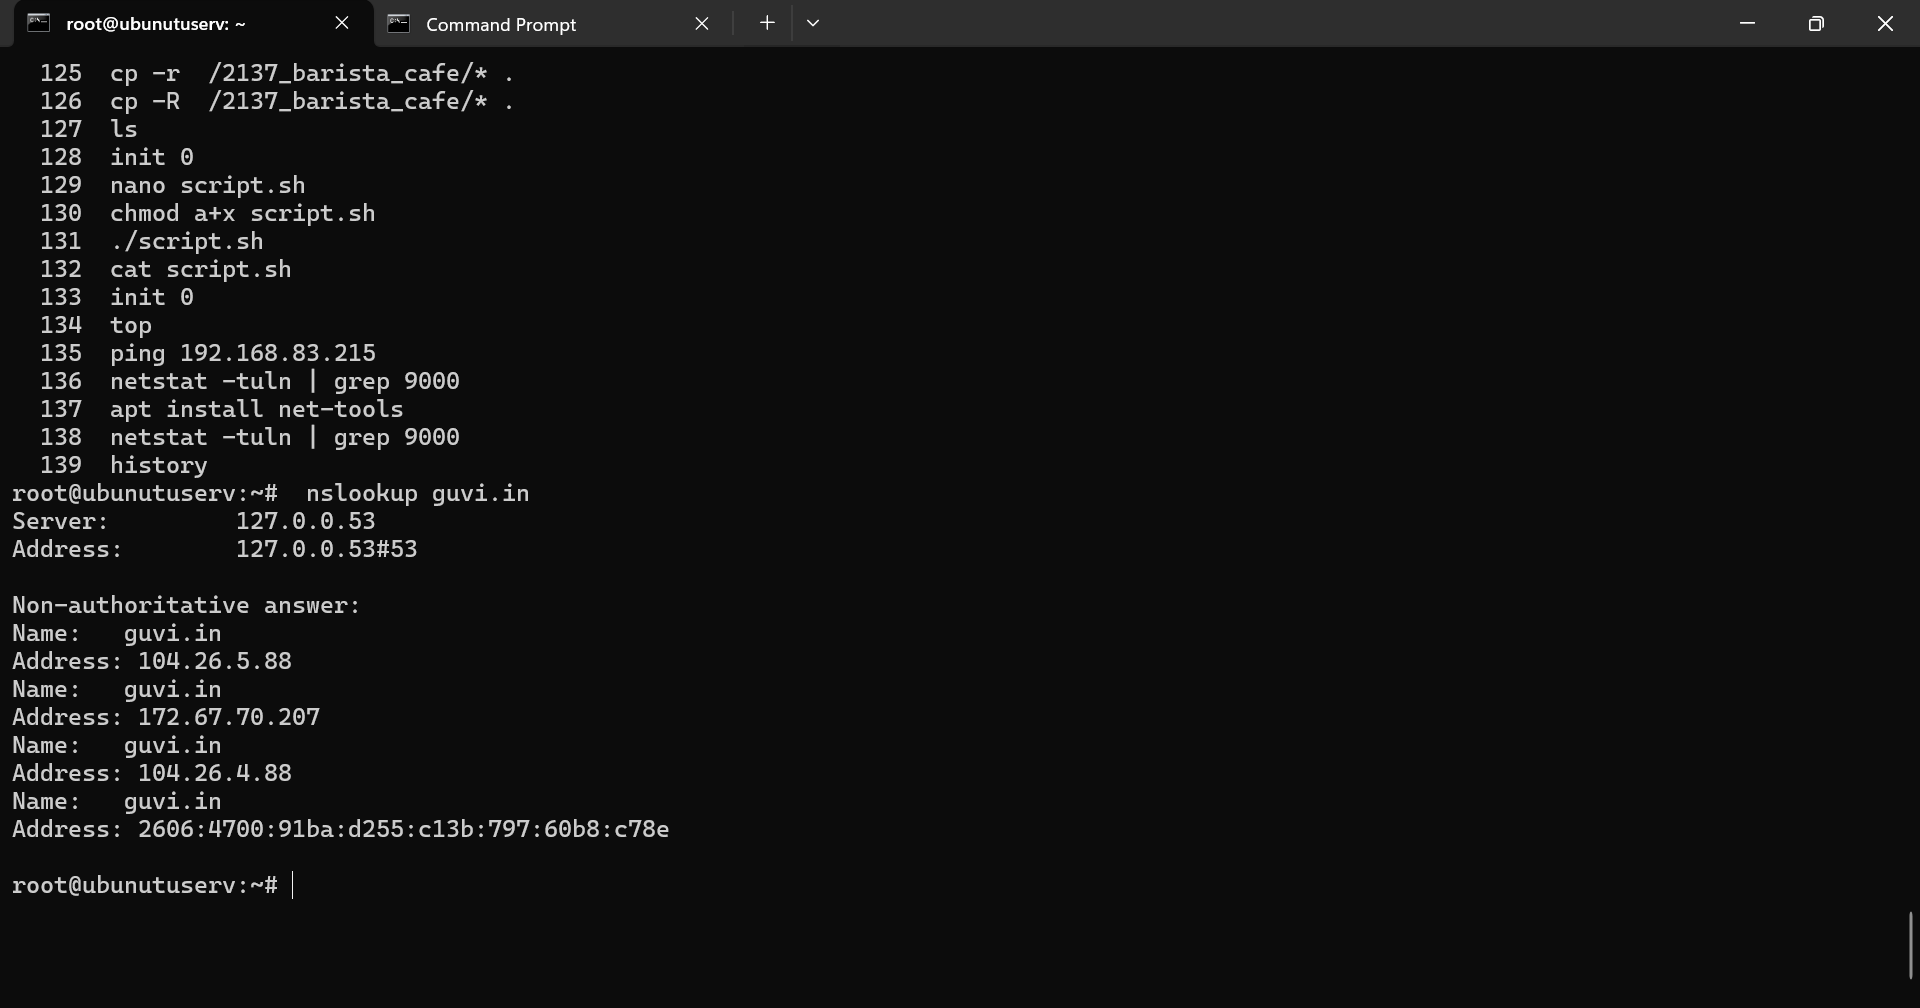 root@ubunutuserv: ~
Command Prompt
125  cp -r  /2137_barista_cafe/* .
126  cp -R  /2137_barista_cafe/* .
127  ls
128  init 0
129  nano script.sh
130  chmod a+x script.sh
131  ./script.sh
132  cat script.sh
133  init 0
134  top
135  ping 192.168.83.215
136  netstat -tuln | grep 9000
137  apt install net-tools
138  netstat -tuln | grep 9000
139  history
root@ubunutuserv:~#  nslookup guvi.in
Server:         127.0.0.53
Address:        127.0.0.53#53
Non-authoritative answer:
Name:   guvi.in
Address: 104.26.5.88
Name:   guvi.in
Address: 172.67.70.207
Name:   guvi.in
Address: 104.26.4.88
Name:   guvi.in
Address: 2606:4700:91ba:d255:c13b:797:60b8:c78e
root@ubunutuserv:~#